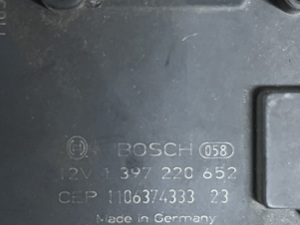 BOSCH 058
12V 1 397 220 652
CEP 1106374333 23
Made in Germany